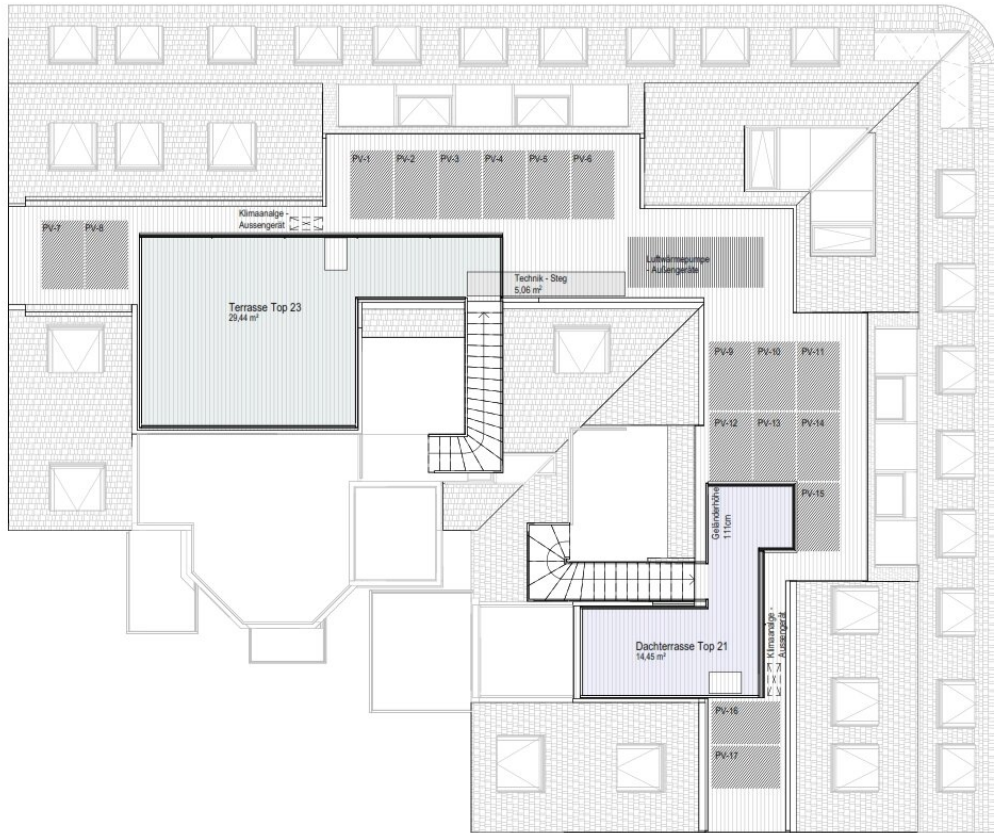 PV-1 PV-2 PV-3 PV-4 PV-5 PV-6
Klimaanalge -
Aussengerät
PV-7 PV-8
Luftwärmepumpe
- Außengeräte
Technik - Steg
5,06 m²
Terrasse Top 23
29,44 m²
PV-9 PV-10 PV-11
PV-12 PV-13 PV-14
PV-15
Geländerhöhe
111cm
Klimaanalge -
Aussengerät
Dachterrasse Top 21
14,45 m²
PV-16
PV-17